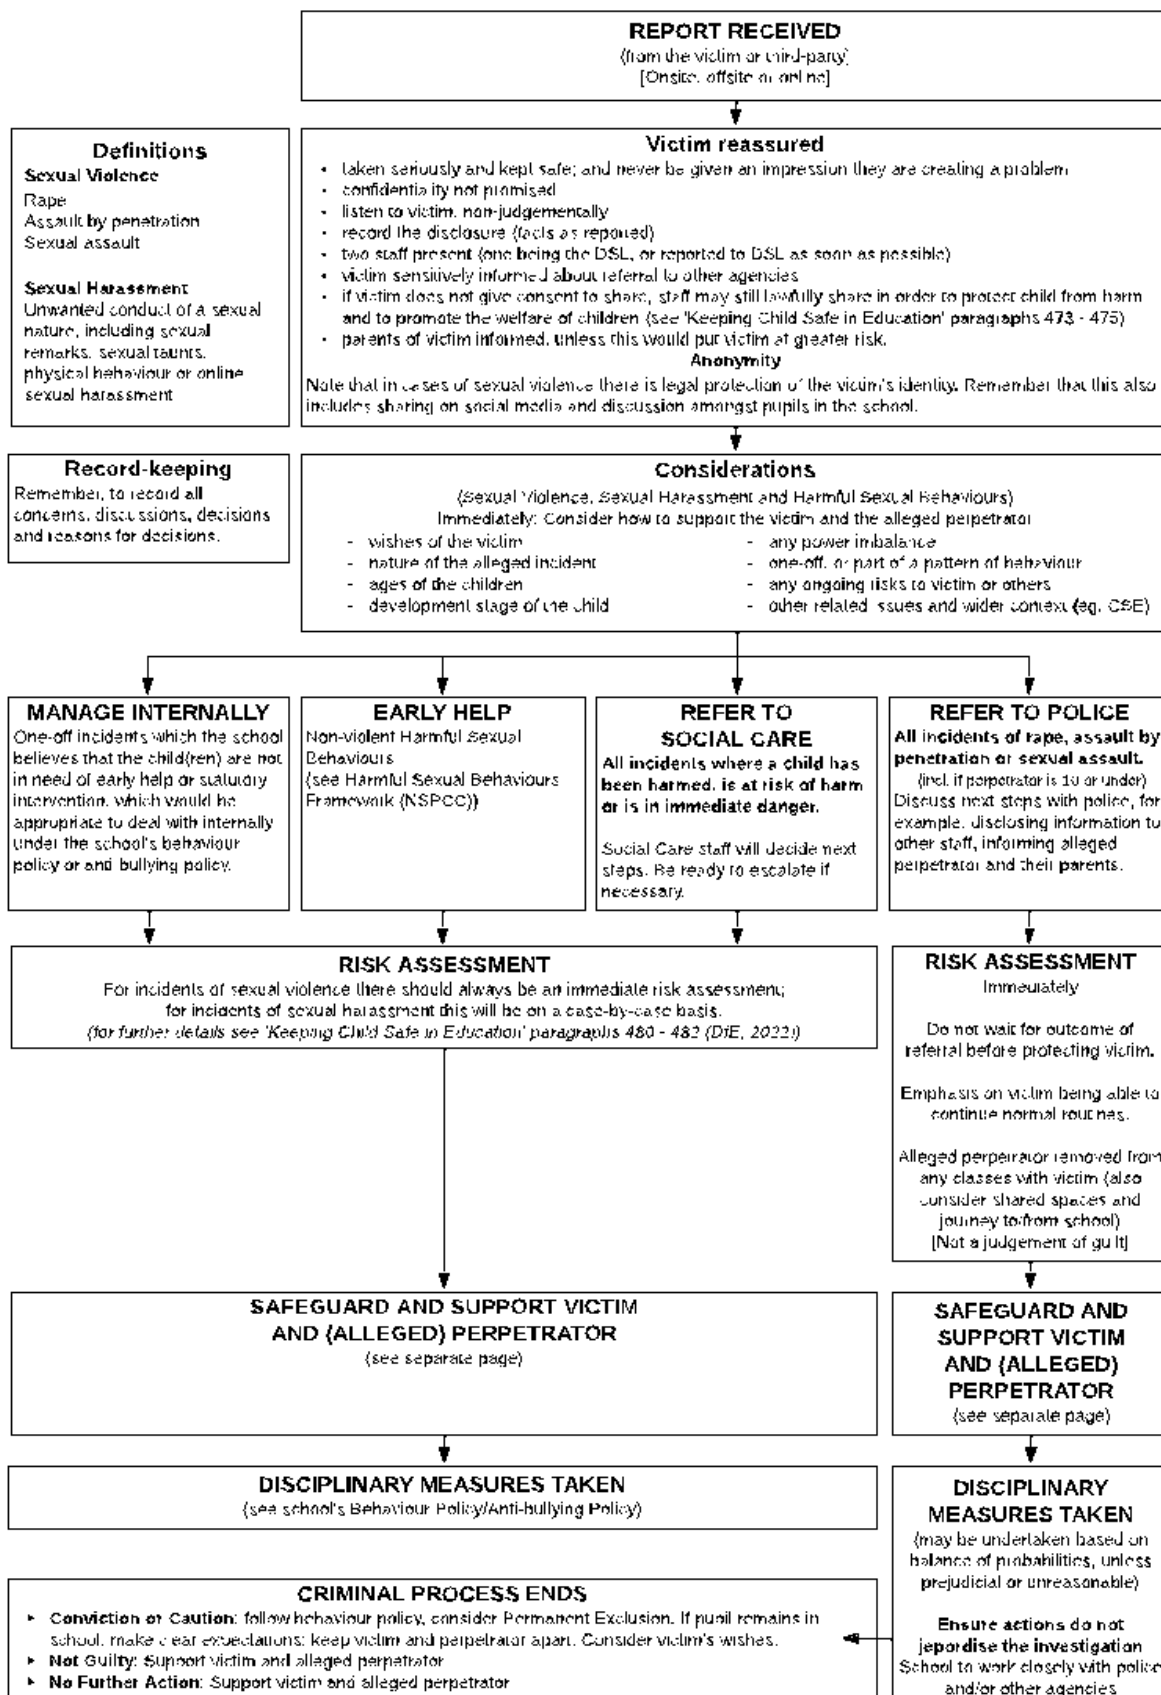 REPORT RECEIVED
(from the victim or third-party)
[Onsite, offsite or online]
Definitions
Sexual Violence
Rape
Assault by penetration
Sexual assault
Sexual Harassment
Unwanted conduct of a sexual
nature, including sexual
remarks, sexual taunts,
physical behaviour or online
sexual harassment
Victim reassured
• taken seriously and kept safe; and never be given an impression they are creating a problem
• confidentiality not promised
• listen to victim, non-judgementally
• record the disclosure (facts as reported)
• two staff present (one being the DSL, or reported to DSL as soon as possible)
• victim sensitively informed about referral to other agencies
• if victim does not give consent to share, staff may still lawfully share in order to protect child from harm
and to promote the welfare of children (see 'Keeping Child Safe in Education' paragraphs 473 - 475)
• parents of victim informed, unless this would put victim at greater risk.
Anonymity
Note that in cases of sexual violence there is legal protection of the victim's identity. Remember that this also
includes sharing on social media and discussion amongst pupils in the school.
Record-keeping
Remember, to record all
concerns, discussions, decisions
and reasons for decisions.
Considerations
(Sexual Violence, Sexual Harassment and Harmful Sexual Behaviours)
Immediately: Consider how to support the victim and the alleged perpetrator
- wishes of the victim
- nature of the alleged incident
- ages of the children
- development stage of the child
- any power imbalance
- one-off, or part of a pattern of behaviour
- any ongoing risks to victim or others
- other related issues and wider context (eg. CSE)
MANAGE INTERNALLY
One-off incidents which the school
believes that the child(ren) are not
in need of early help or statutory
intervention, which would be
appropriate to deal with internally
under the school's behaviour
policy or anti bullying policy.
EARLY HELP
Non-violent Harmful Sexual
Behaviours
(see Harmful Sexual Behaviours
Framework (NSPCC))
REFER TO
SOCIAL CARE
All incidents where a child has
been harmed, is at risk of harm
or is in immediate danger.
Social Care staff will decide next
steps. Be ready to escalate if
necessary.
REFER TO POLICE
All incidents of rape, assault by
penetration or sexual assault.
(incl. if perpetrator is 10 or under)
Discuss next steps with police, for
example, disclosing information to
other staff, informing alleged
perpetrator and their parents.
RISK ASSESSMENT
For incidents of sexual violence there should always be an immediate risk assessment;
for incidents of sexual harassment this will be on a case-by-case basis.
(for further details see 'Keeping Child Safe in Education' paragraphs 480 - 482 (DfE, 2022))
RISK ASSESSMENT
Immediately
Do not wait for outcome of
referral before protecting victim.
Emphasis on victim being able to
continue normal routines.
Alleged perpetrator removed from
any classes with victim (also
consider shared spaces and
journey to/from school)
[Not a judgement of guilt]
SAFEGUARD AND SUPPORT VICTIM
AND (ALLEGED) PERPETRATOR
(see separate page)
SAFEGUARD AND
SUPPORT VICTIM
AND (ALLEGED)
PERPETRATOR
(see separate page)
DISCIPLINARY MEASURES TAKEN
(see school's Behaviour Policy/Anti-bullying Policy)
DISCIPLINARY
MEASURES TAKEN
(may be undertaken based on
balance of probabilities, unless
prejudicial or unreasonable)
Ensure actions do not
jepordise the investigation
School to work closely with police
and/or other agencies
CRIMINAL PROCESS ENDS
▸ Conviction or Caution: follow behaviour policy, consider Permanent Exclusion. If pupil remains in
school, make clear expectations; keep victim and perpetrator apart. Consider victim's wishes.
▸ Not Guilty: Support victim and alleged perpetrator
▸ No Further Action: Support victim and alleged perpetrator